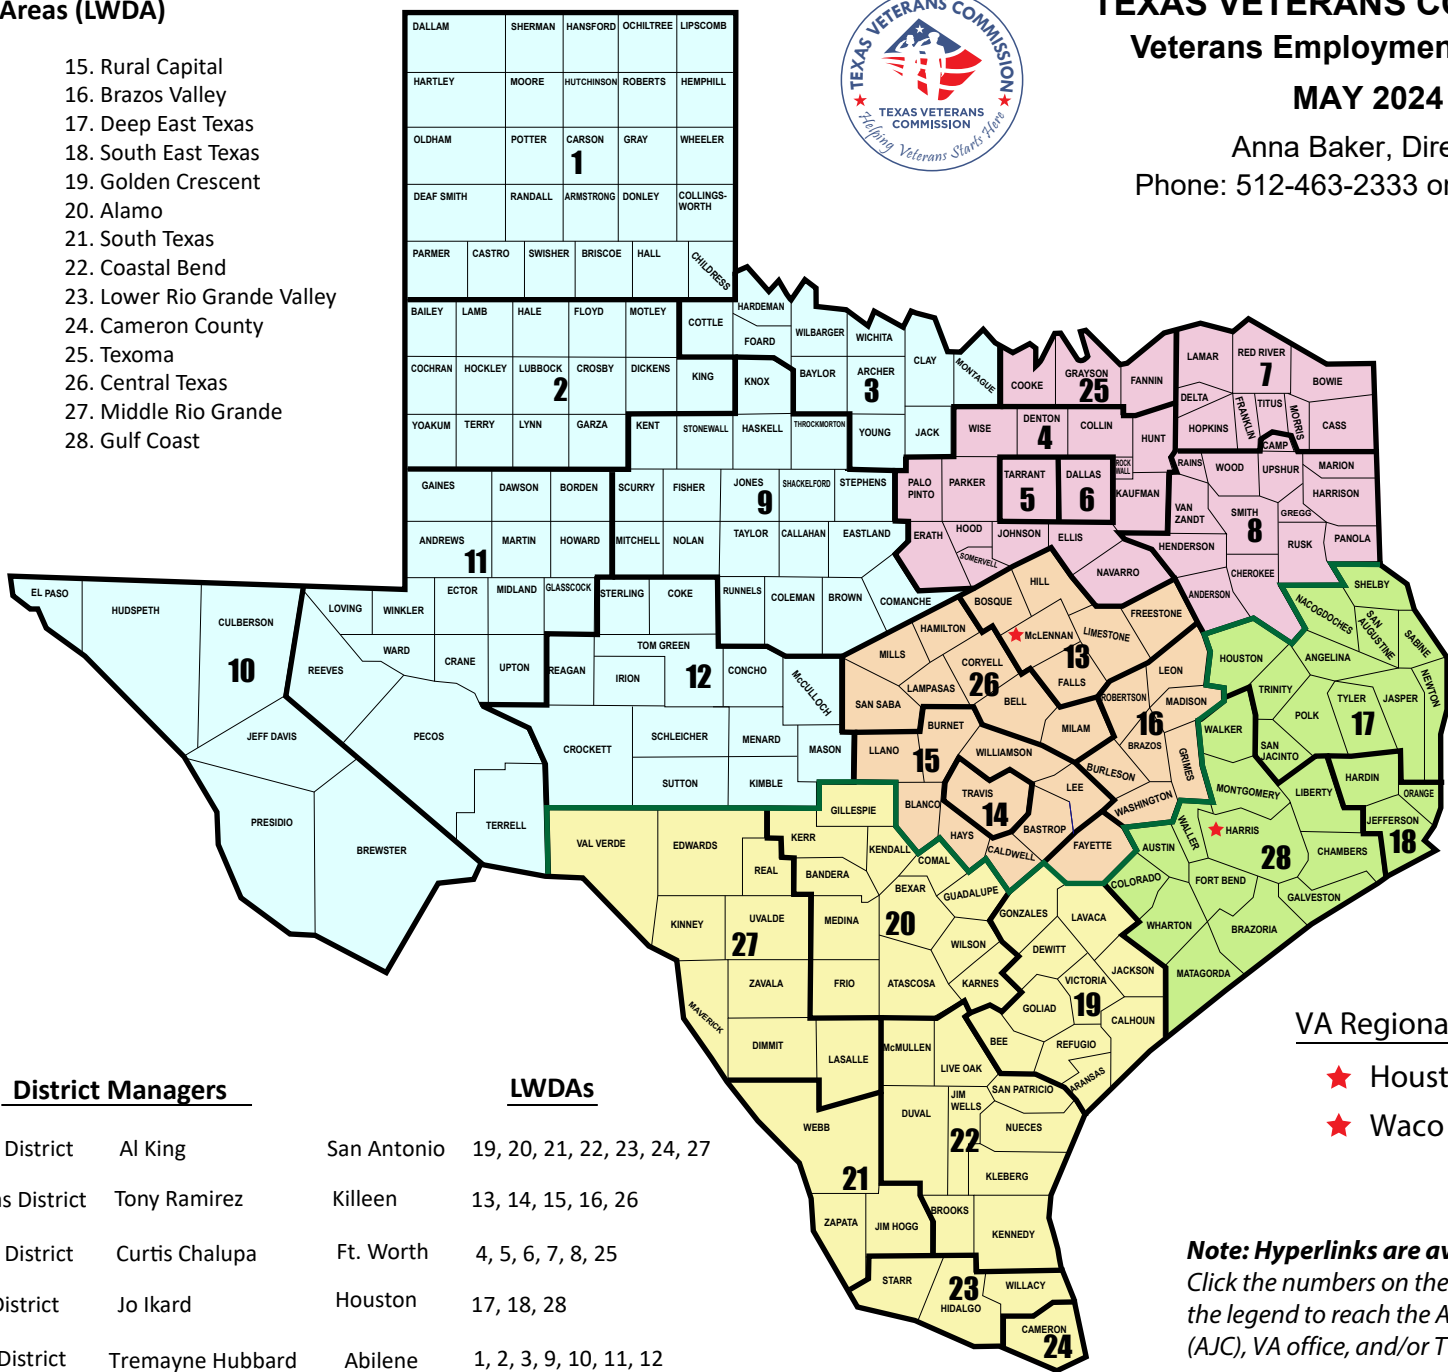 Areas (LWDA)
15. Rural Capital
16. Brazos Valley
17. Deep East Texas
18. South East Texas
19. Golden Crescent
20. Alamo
21. South Texas
22. Coastal Bend
23. Lower Rio Grande Valley
24. Cameron County
25. Texoma
26. Central Texas
27. Middle Rio Grande
28. Gulf Coast
TEXAS VETERANS COMMISSION
TEXAS VETERANS
COMMISSION
Helping Veterans Starts Here
TEXAS VETERANS CO
Veterans Employmen
MAY 2024
Anna Baker, Dire
Phone: 512-463-2333 or
DALLAM SHERMAN HANSFORD OCHILTREE LIPSCOMB
HARTLEY MOORE HUTCHINSON ROBERTS HEMPHILL
OLDHAM POTTER CARSON GRAY WHEELER
1
DEAF SMITH RANDALL ARMSTRONG DONLEY COLLINGS-
WORTH
PARMER CASTRO SWISHER BRISCOE HALL CHILDRESS
BAILEY LAMB HALE FLOYD MOTLEY COTTLE HARDEMAN
FOARD WILBARGER WICHITA CLAY MONTAGUE
COCHRAN HOCKLEY LUBBOCK CROSBY DICKENS KING KNOX BAYLOR ARCHER
2 3
YOAKUM TERRY LYNN GARZA KENT STONEWALL HASKELL THROCKMORTON YOUNG JACK
COOKE GRAYSON FANNIN
25
LAMAR RED RIVER BOWIE
7
DELTA HOPKINS FRANKLIN TITUS MORRIS CASS
CAMP
WISE DENTON COLLIN HUNT
4
ROCK
WALL
PALO
PINTO PARKER TARRANT DALLAS KAUFMAN
5 6
RAINS WOOD UPSHUR MARION
HARRISON
VAN
ZANDT SMITH GREGG
8
HENDERSON RUSK PANOLA
CHEROKEE
ANDERSON
ERATH HOOD JOHNSON ELLIS
SOMERVELL NAVARRO
GAINES DAWSON BORDEN SCURRY FISHER JONES SHACKELFORD STEPHENS
9
ANDREWS MARTIN HOWARD MITCHELL NOLAN TAYLOR CALLAHAN EASTLAND
11
EL PASO HUDSPETH CULBERSON
10
LOVING WINKLER ECTOR MIDLAND GLASSCOCK STERLING COKE RUNNELS COLEMAN BROWN COMANCHE
REEVES WARD CRANE UPTON REAGAN TOM GREEN
IRION 12 CONCHO McCULLOCH
JEFF DAVIS PECOS CROCKETT SCHLEICHER MENARD MASON
SUTTON KIMBLE
PRESIDIO BREWSTER TERRELL
BOSQUE HILL FREESTONE
HAMILTON McLENNAN LIMESTONE
13
MILLS CORYELL FALLS LEON
26
LAMPASAS BELL ROBERTSON MADISON
SAN SABA BURNET MILAM 16
BRAZOS
LLANO WILLIAMSON BURLESON GRIMES
15
BLANCO TRAVIS LEE WASHINGTON
14
HAYS BASTROP
CALDWELL FAYETTE
SHELBY
NACOGDOCHES SAN
AUGUSTINE SABINE
HOUSTON ANGELINA NEWTON
TRINITY POLK TYLER JASPER
17
WALKER SAN
JACINTO
HARDIN
MONTGOMERY LIBERTY ORANGE
JEFFERSON
18
WALLER HARRIS CHAMBERS
28
AUSTIN FORT BEND GALVESTON
COLORADO WHARTON BRAZORIA
MATAGORDA
VAL VERDE EDWARDS KERR GILLESPIE
REAL BANDERA KENDALL COMAL
KINNEY UVALDE MEDINA BEXAR GUADALUPE
27 20
WILSON
ZAVALA FRIO ATASCOSA KARNES
MAVERICK DIMMIT LASALLE
GONZALES LAVACA
DEWITT
JACKSON
VICTORIA
19
GOLIAD CALHOUN
BEE REFUGIO
ARANSAS
McMULLEN LIVE OAK
SAN PATRICIO
WEBB DUVAL JIM
WELLS NUECES
22
21 KLEBERG
ZAPATA JIM HOGG BROOKS KENNEDY
STARR HIDALGO WILLACY
23
CAMERON
24
VA Regiona
Houst
Waco
District Managers LWDAs
District Al King San Antonio 19, 20, 21, 22, 23, 24, 27
s District Tony Ramirez Killeen 13, 14, 15, 16, 26
District Curtis Chalupa Ft. Worth 4, 5, 6, 7, 8, 25
District Jo Ikard Houston 17, 18, 28
District Tremayne Hubbard Abilene 1, 2, 3, 9, 10, 11, 12
Note: Hyperlinks are av
Click the numbers on the
the legend to reach the A
(AJC), VA office, and/or T